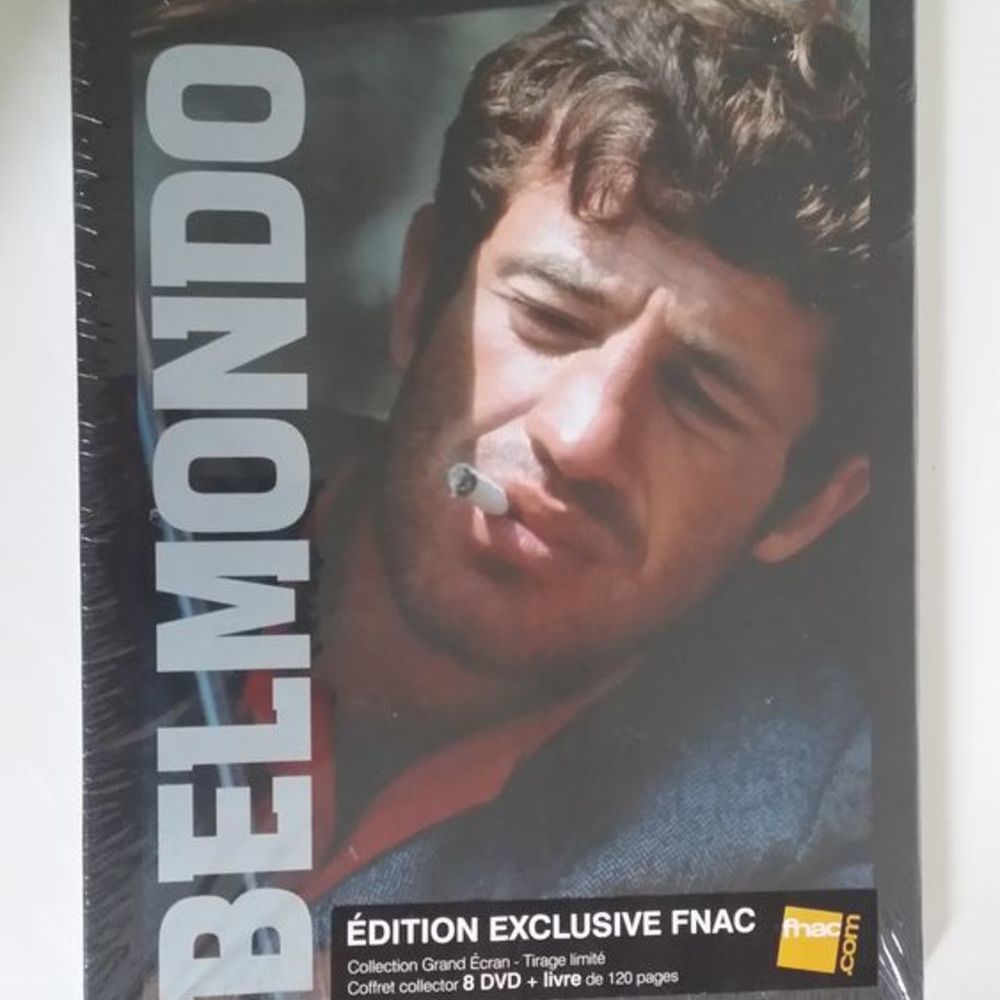 BELMONDO
ÉDITION EXCLUSIVE FNAC
fnac
.com
Collection Grand Écran - Tirage limité
Coffret collector 8 DVD + livre de 120 pages